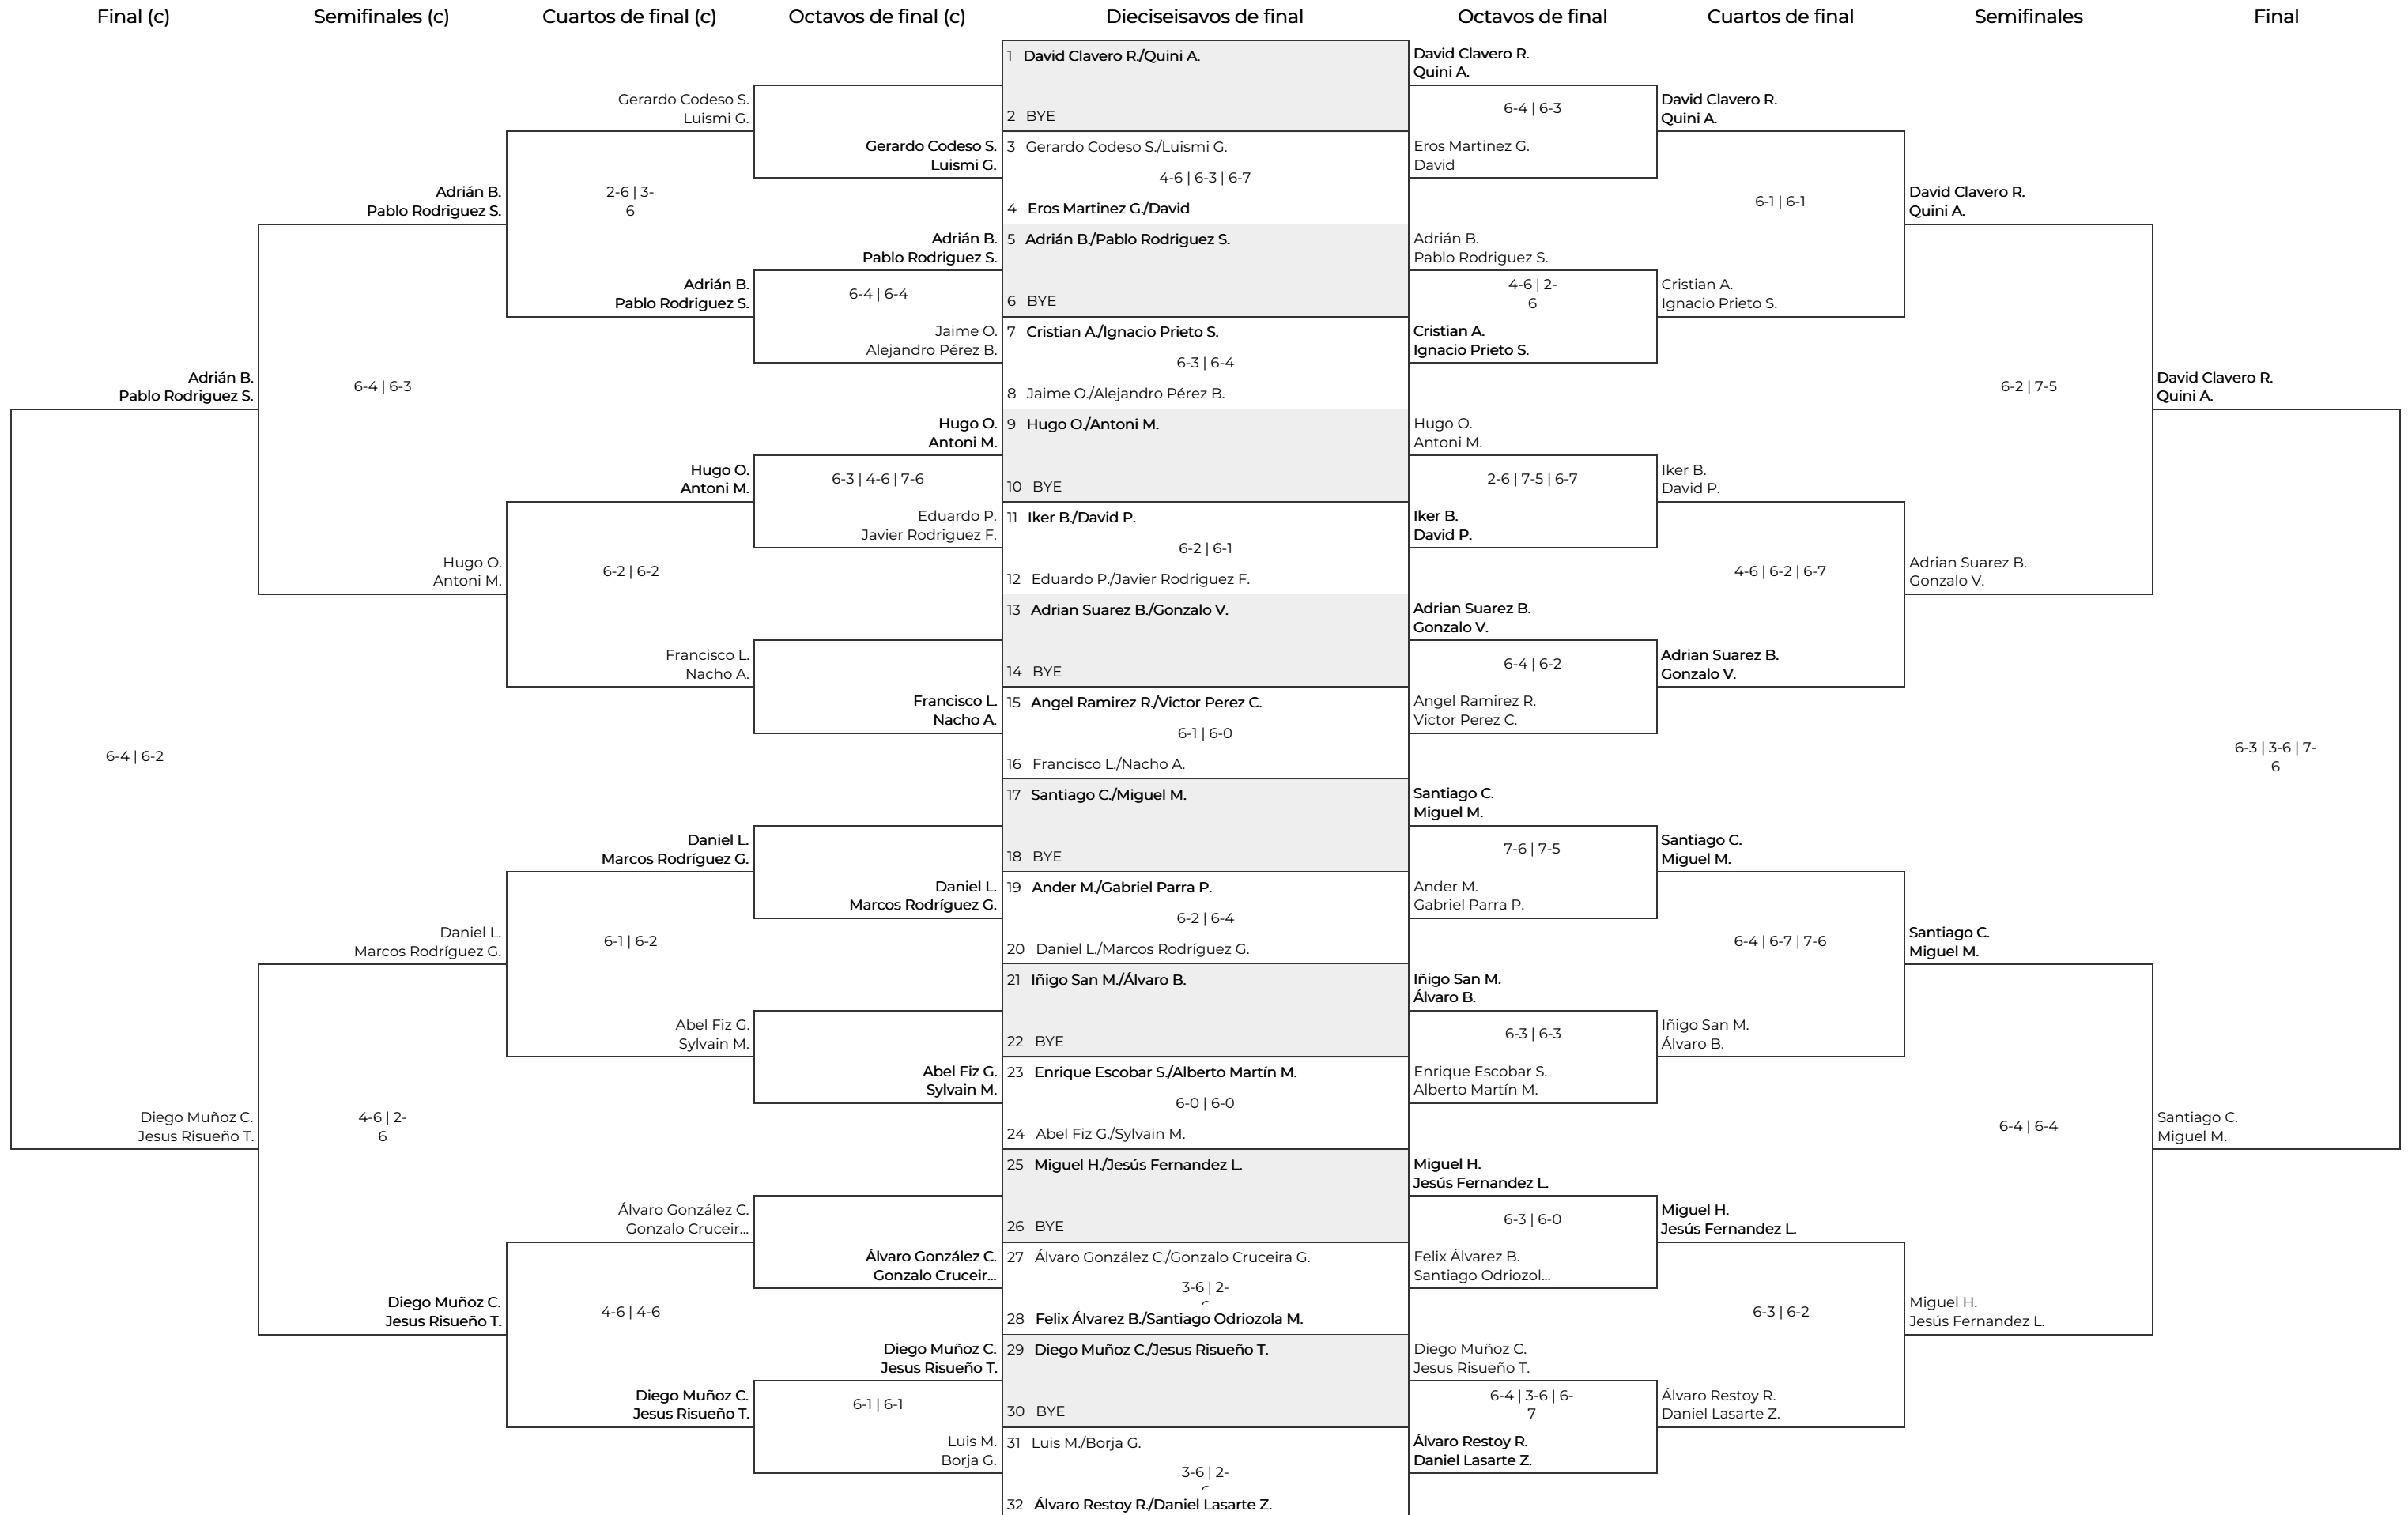 Final (c)
Semifinales (c)
Cuartos de final (c)
Octavos de final (c)
Dieciseisavos de final
Octavos de final
Cuartos de final
Semifinales
Final
Adrián B.
Pablo Rodriguez S.
6-4 | 6-2
Diego Muñoz C.
Jesus Risueño T.
Adrián B.
Pablo Rodriguez S.
6-4 | 6-3
Hugo O.
Antoni M.
Daniel L.
Marcos Rodríguez G.
4-6 | 2-
6
Diego Muñoz C.
Jesus Risueño T.
Gerardo Codeso S.
Luismi G.
2-6 | 3-
6
Adrián B.
Pablo Rodriguez S.
Hugo O.
Antoni M.
6-2 | 6-2
Francisco L.
Nacho A.
Daniel L.
Marcos Rodríguez G.
6-1 | 6-2
Abel Fiz G.
Sylvain M.
Álvaro González C.
Gonzalo Cruceir...
4-6 | 4-6
Diego Muñoz C.
Jesus Risueño T.
Gerardo Codeso S.
Luismi G.
Adrián B.
Pablo Rodriguez S.
6-4 | 6-4
Jaime O.
Alejandro Pérez B.
Hugo O.
Antoni M.
6-3 | 4-6 | 7-6
Eduardo P.
Javier Rodriguez F.
Francisco L.
Nacho A.
Daniel L.
Marcos Rodríguez G.
Abel Fiz G.
Sylvain M.
Álvaro González C.
Gonzalo Cruceir...
Diego Muñoz C.
Jesus Risueño T.
6-1 | 6-1
Luis M.
Borja G.
1 David Clavero R./Quini A.
2 BYE
3 Gerardo Codeso S./Luismi G.
4-6 | 6-3 | 6-7
4 Eros Martinez G./David
5 Adrián B./Pablo Rodriguez S.
6 BYE
7 Cristian A./Ignacio Prieto S.
6-3 | 6-4
8 Jaime O./Alejandro Pérez B.
9 Hugo O./Antoni M.
10 BYE
11 Iker B./David P.
6-2 | 6-1
12 Eduardo P./Javier Rodriguez F.
13 Adrian Suarez B./Gonzalo V.
14 BYE
15 Angel Ramirez R./Victor Perez C.
6-1 | 6-0
16 Francisco L./Nacho A.
17 Santiago C./Miguel M.
18 BYE
19 Ander M./Gabriel Parra P.
6-2 | 6-4
20 Daniel L./Marcos Rodríguez G.
21 Iñigo San M./Álvaro B.
22 BYE
23 Enrique Escobar S./Alberto Martín M.
6-0 | 6-0
24 Abel Fiz G./Sylvain M.
25 Miguel H./Jesús Fernandez L.
26 BYE
27 Álvaro González C./Gonzalo Cruceira G.
3-6 | 2-
28 Felix Álvarez B./Santiago Odriozola M.
29 Diego Muñoz C./Jesus Risueño T.
30 BYE
31 Luis M./Borja G.
3-6 | 2-
32 Álvaro Restoy R./Daniel Lasarte Z.
David Clavero R.
Quini A.
6-4 | 6-3
Eros Martinez G.
David
Adrián B.
Pablo Rodriguez S.
4-6 | 2-
6
Cristian A.
Ignacio Prieto S.
Hugo O.
Antoni M.
2-6 | 7-5 | 6-7
Iker B.
David P.
Adrian Suarez B.
Gonzalo V.
6-4 | 6-2
Angel Ramirez R.
Victor Perez C.
Santiago C.
Miguel M.
7-6 | 7-5
Ander M.
Gabriel Parra P.
Iñigo San M.
Álvaro B.
6-3 | 6-3
Enrique Escobar S.
Alberto Martín M.
Miguel H.
Jesús Fernandez L.
6-3 | 6-0
Felix Álvarez B.
Santiago Odriozol...
Diego Muñoz C.
Jesus Risueño T.
6-4 | 3-6 | 6-
7
Álvaro Restoy R.
Daniel Lasarte Z.
David Clavero R.
Quini A.
6-1 | 6-1
Cristian A.
Ignacio Prieto S.
Iker B.
David P.
4-6 | 6-2 | 6-7
Adrian Suarez B.
Gonzalo V.
Santiago C.
Miguel M.
6-4 | 6-7 | 7-6
Iñigo San M.
Álvaro B.
Miguel H.
Jesús Fernandez L.
6-3 | 6-2
Álvaro Restoy R.
Daniel Lasarte Z.
David Clavero R.
Quini A.
6-2 | 7-5
Adrian Suarez B.
Gonzalo V.
Santiago C.
Miguel M.
6-4 | 6-4
Miguel H.
Jesús Fernandez L.
David Clavero R.
Quini A.
6-3 | 3-6 | 7-
6
Santiago C.
Miguel M.